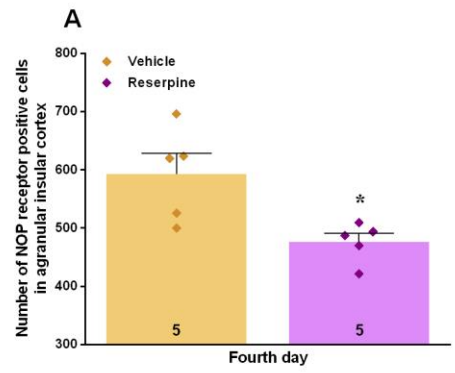 A
800
700
600
500
400
300
Number of NOP receptor positive cells
in agranular insular cortex
Vehicle
Reserpine
*
5
5
Fourth day